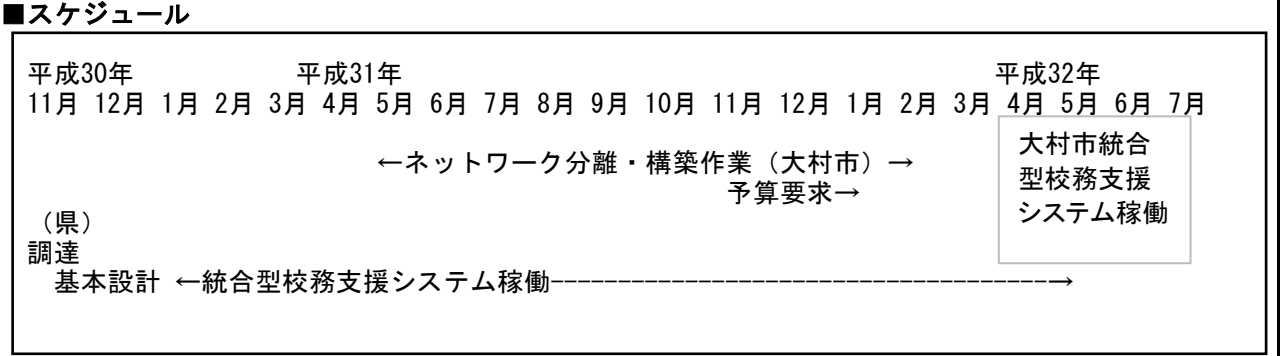 ■スケジュール
平成30年 平成31年 平成32年
11月 12月 1月 2月 3月 4月 5月 6月 7月 8月 9月 10月 11月 12月 1月 2月 3月 4月 5月 6月 7月
大村市統合
型校務支援
システム稼働
←ネットワーク分離・構築作業（大村市）→
予算要求→
（県）
調達
基本設計 ←統合型校務支援システム稼働-------------------------------------→